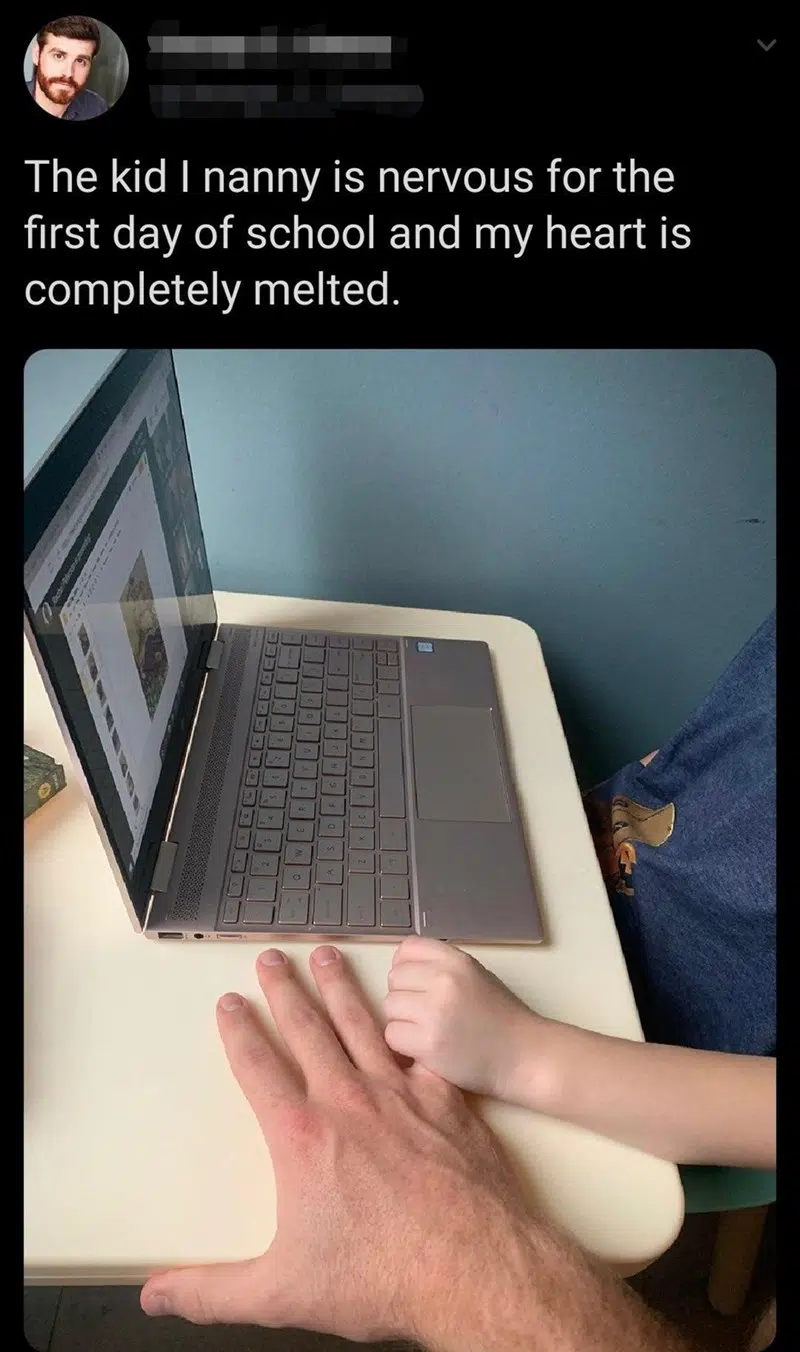 The kid I nanny is nervous for the
first day of school and my heart is
completely melted.